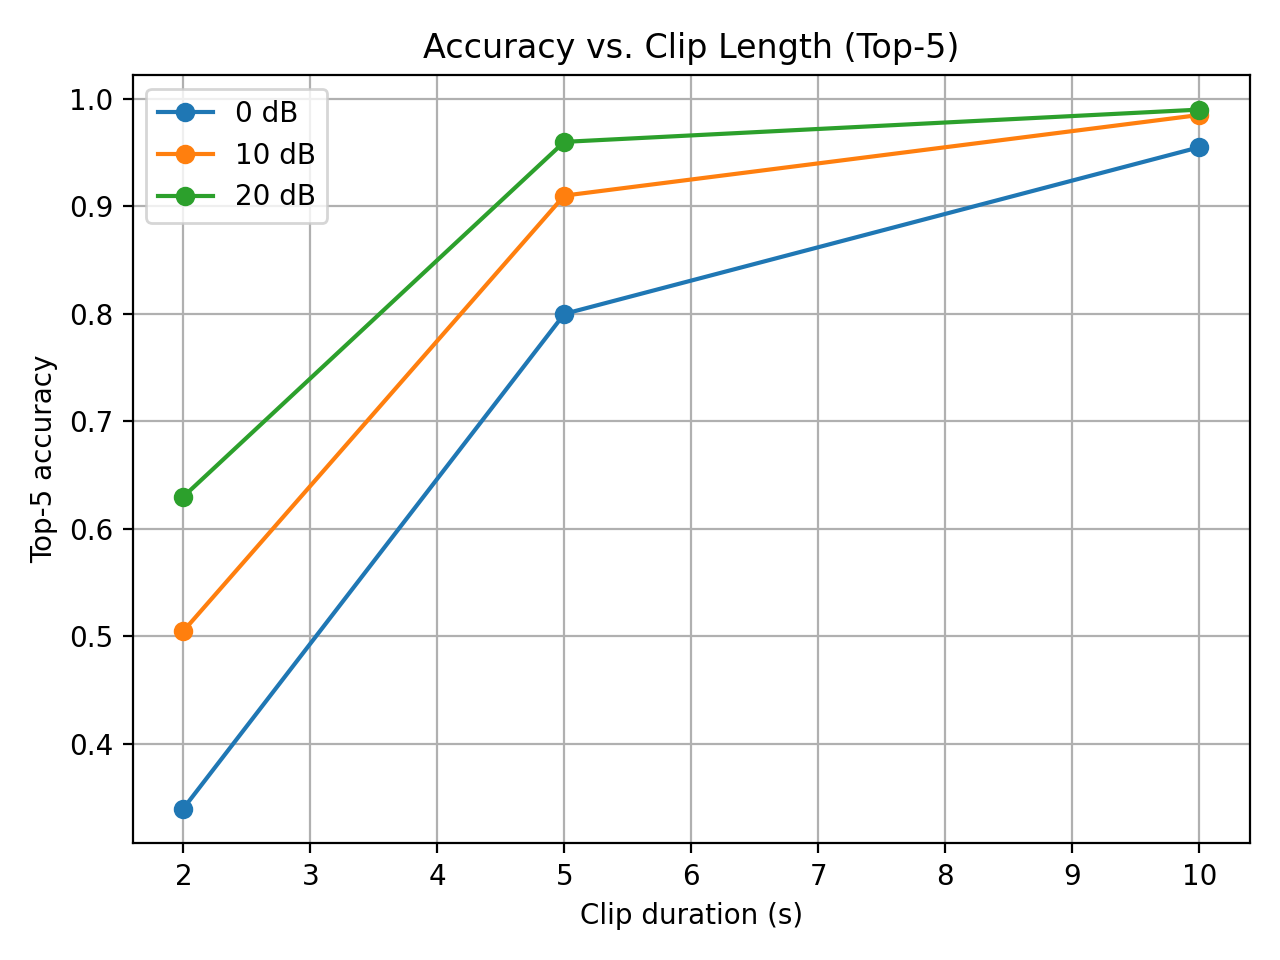 Accuracy vs. Clip Length (Top-5)
0 dB
10 dB
20 dB
1.0
0.9
0.8
0.7
0.6
0.5
0.4
Top-5 accuracy
2 3 4 5 6 7 8 9 10
Clip duration (s)